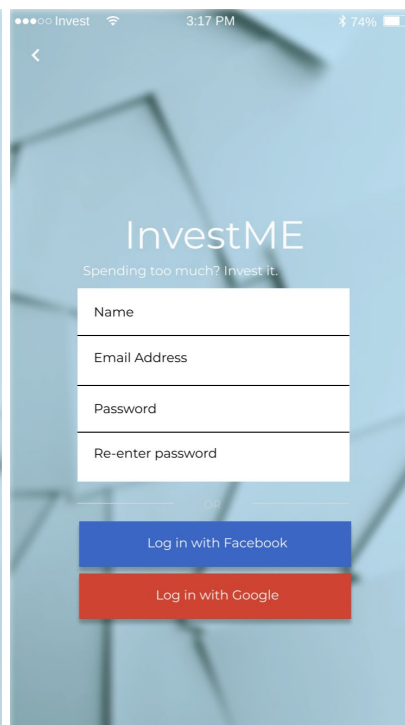 Invest 3:17 PM 74%
InvestME
Spending too much? Invest it.
Name
Email Address
Password
Re-enter password
OR
Log in with Facebook
Log in with Google